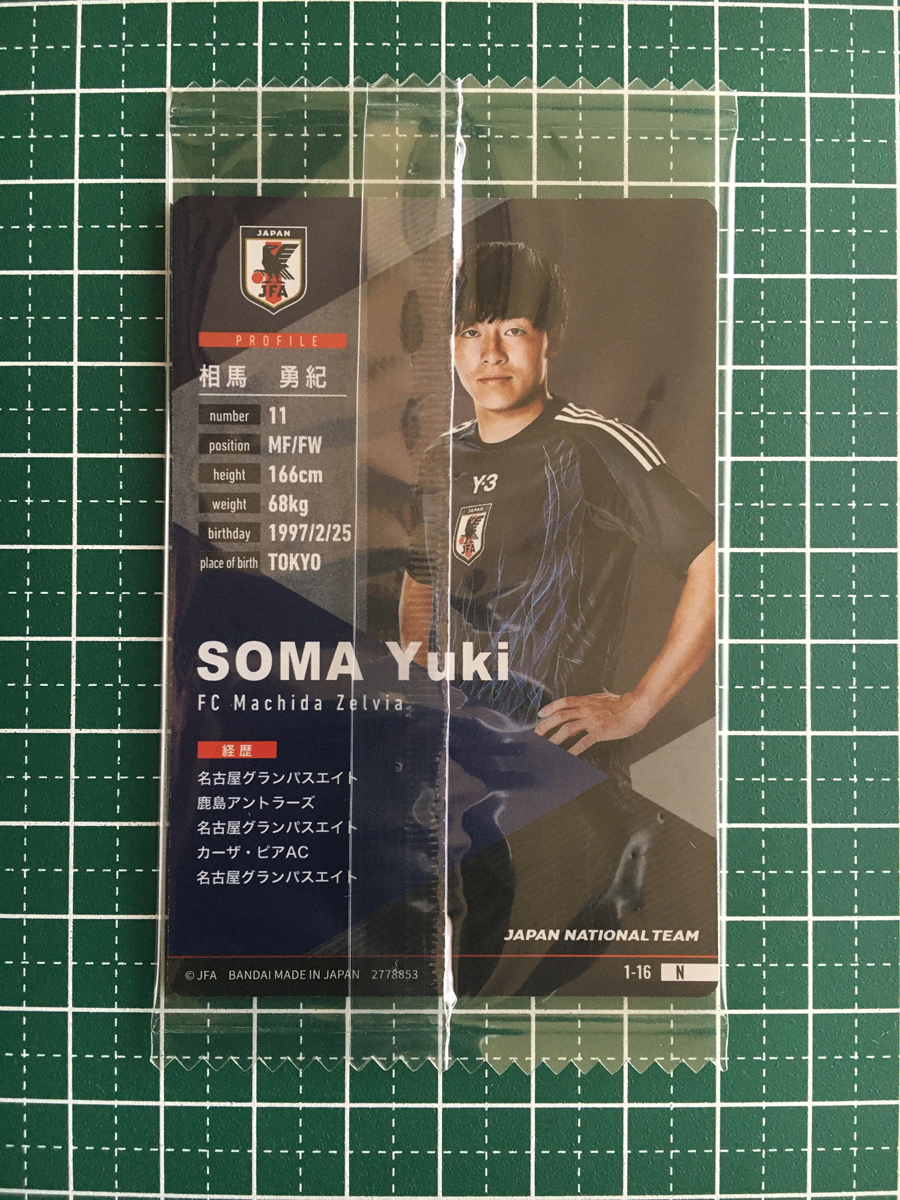 JAPAN
JFA
PROFILE
相馬 勇紀
number 11
position MF/FW
height 166cm
weight 68kg
birthday 1997/2/25
place of birth TOKYO
Y-3
JAPAN
JFA
SOMA Yuki
FC Machida Zelvia
経歴
名古屋グランパスエイト
鹿島アントラーズ
名古屋グランパスエイト
カーザ・ピアAC
名古屋グランパスエイト
JAPAN NATIONAL TEAM
© JFA BANDAI MADE IN JAPAN 2778853
1-16 N